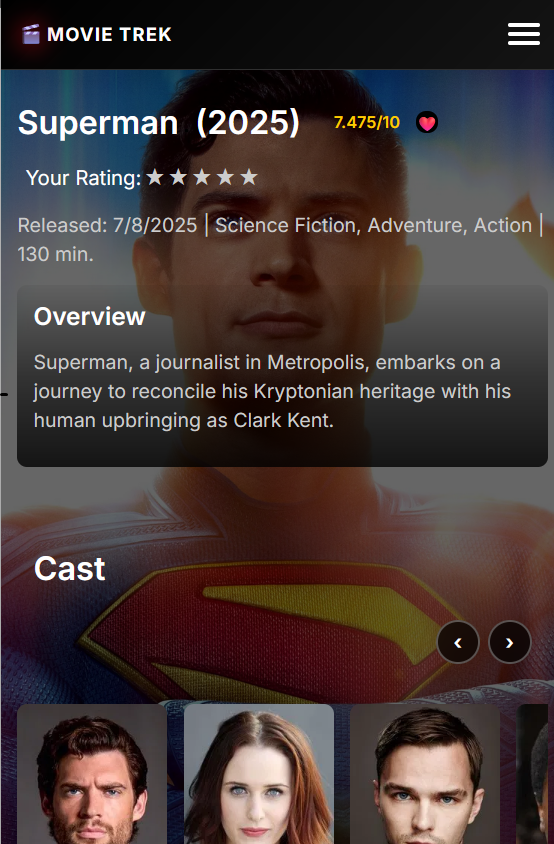 MOVIE TREK
Superman (2025) 7.475/10
Your Rating: ★★★★★
Released: 7/8/2025 | Science Fiction, Adventure, Action |
130 min.
Overview
Superman, a journalist in Metropolis, embarks on a
journey to reconcile his Kryptonian heritage with his
human upbringing as Clark Kent.
Cast
‹ ›